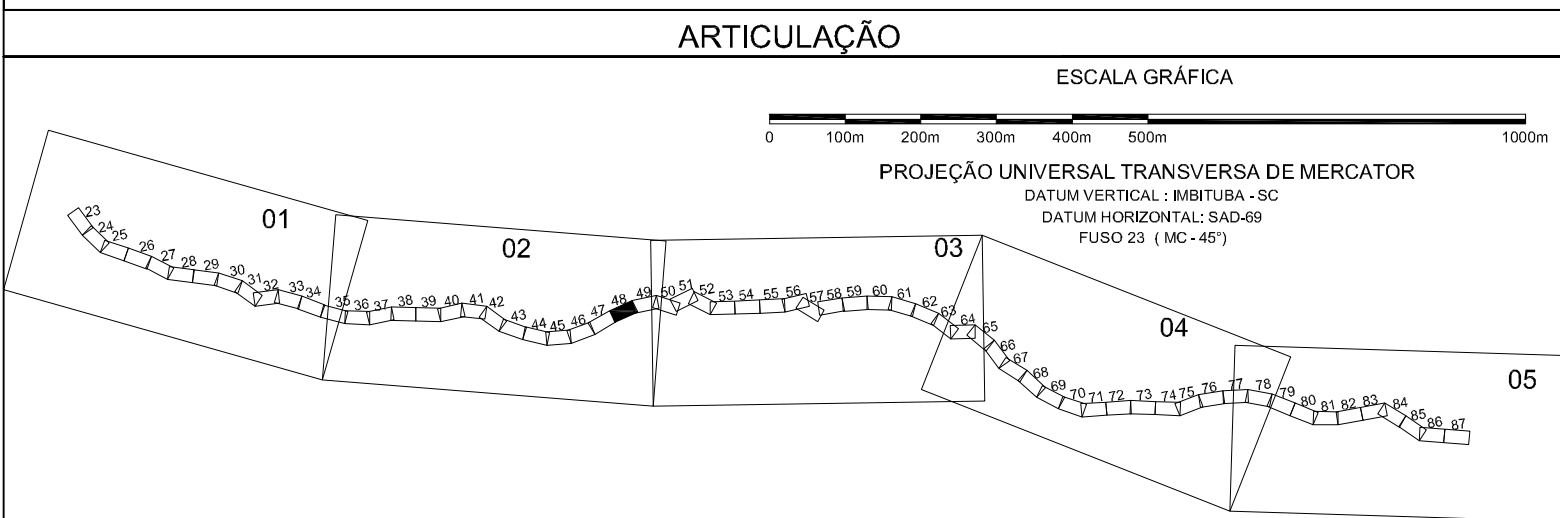 ARTICULAÇÃO
ESCALA GRÁFICA
0 100m 200m 300m 400m 500m 1000m
PROJEÇÃO UNIVERSAL TRANSVERSA DE MERCATOR
DATUM VERTICAL : IMBITUBA - SC
DATUM HORIZONTAL: SAD-69
FUSO 23 ( MC - 45°)
01
02
03
04
05
23 24 25 26 27 28 29 30 31 32 33 34 35 36 37 38 39 40 41 42 43 44 45 46 47 48 49 50 51 52 53 54 55 56 57 58 59 60 61 62 63 64 65 66 67 68 69 70 71 72 73 74 75 76 77 78 79 80 81 82 83 84 85 86 87